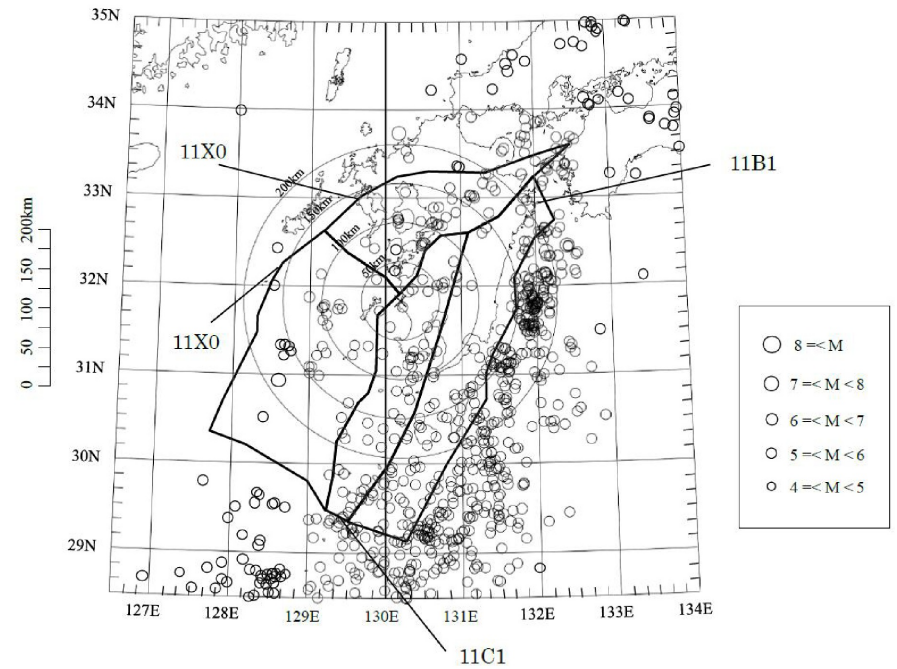 35N
34N
11X0
11B1
33N
200km
150km
100km
50km
32N
11X0
31N
30N
29N
127E 128E 129E 130E 131E 132E 133E 134E
11C1
0 50 100 150 200km
8 =< M
7 =< M < 8
6 =< M < 7
5 =< M < 6
4 =< M < 5